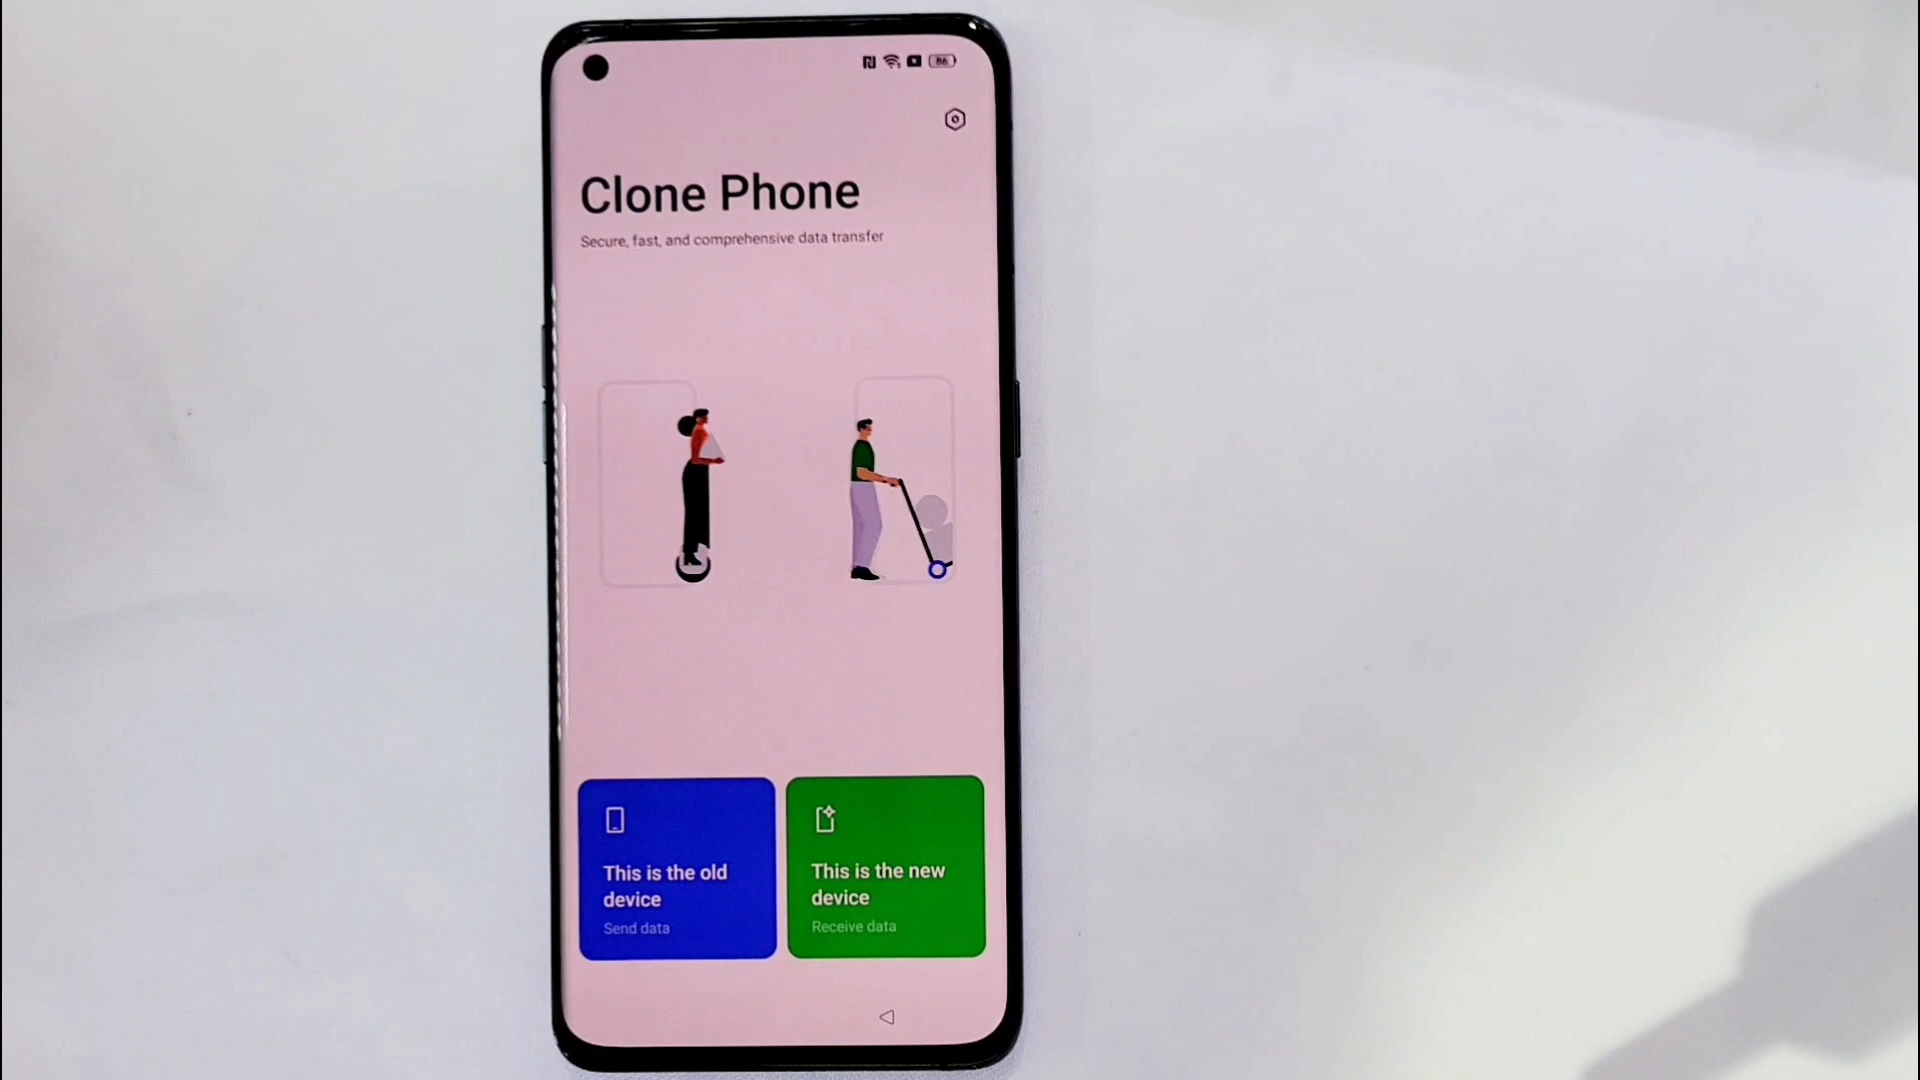 86
Clone Phone
Secure, fast, and comprehensive data transfer
This is the old
device
Send data
This is the new
device
Receive data